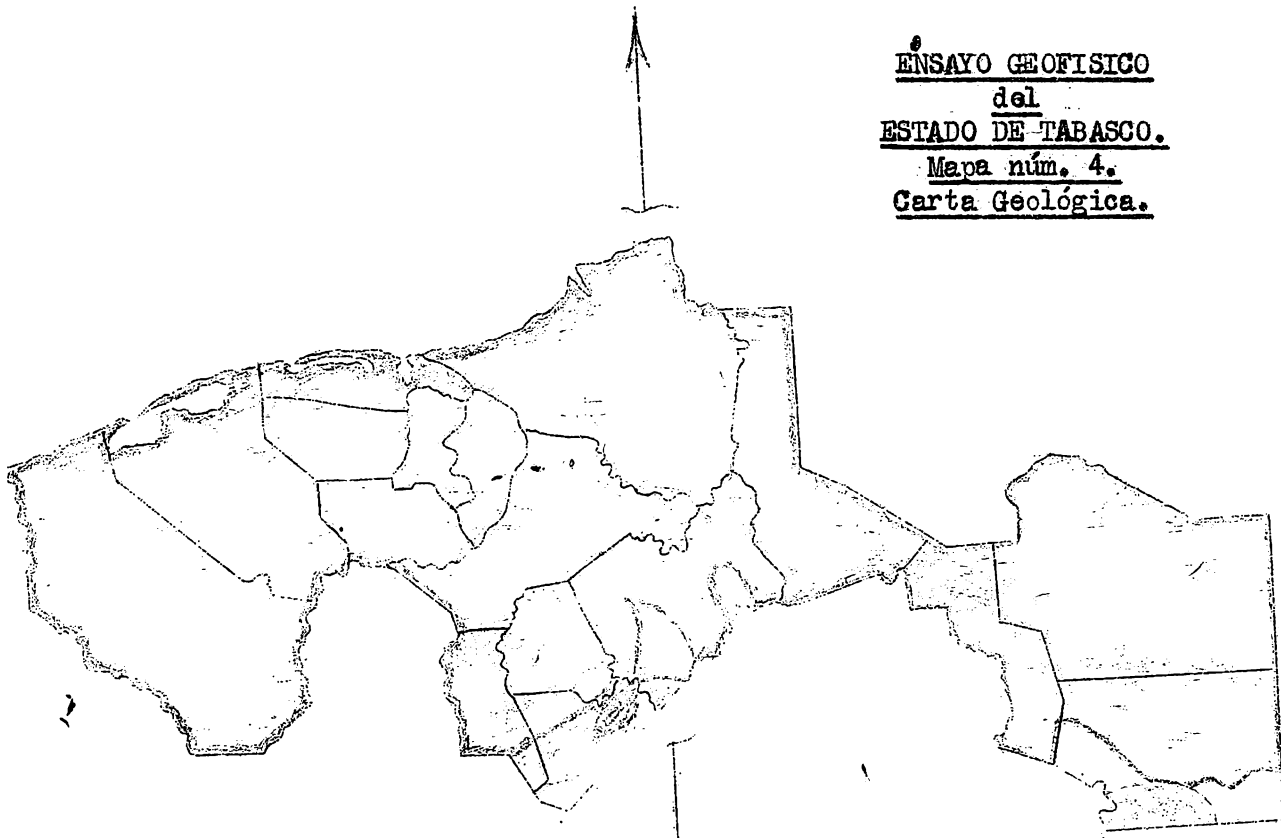 ENSAYO GEOFISICO
del
ESTADO DE TABASCO.
Mapa núm. 4.
Carta Geológica.